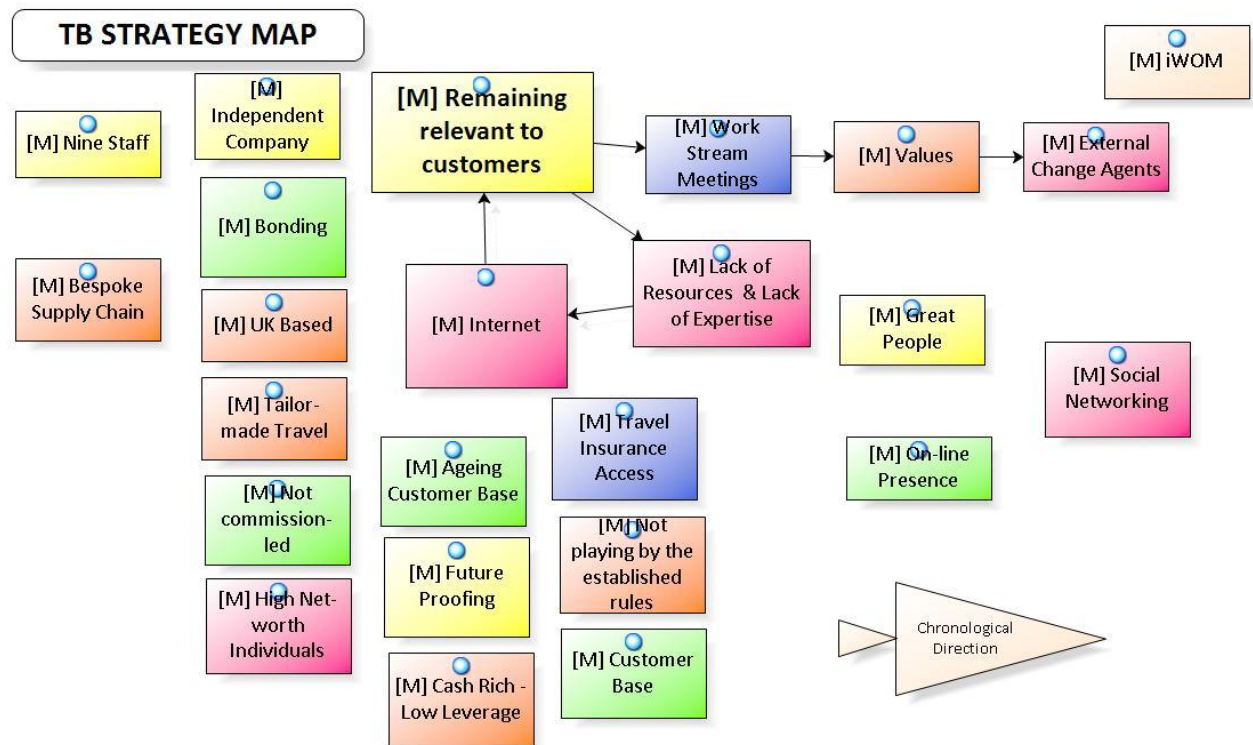 TB STRATEGY MAP
[M] Nine Staff
[M] Bespoke
Supply Chain
[M]
Independent
Company
[M] Bonding
[M] UK Based
[M] Tailor-
made Travel
[M] Not
commission-
led
[M] High Net-
worth
Individuals
[M] Remaining
relevant to
customers
[M] Internet
[M] Ageing
Customer Base
[M] Future
Proofing
[M] Cash Rich -
Low Leverage
[M] Work
Stream
Meetings
[M] Lack of
Resources & Lack
of Expertise
[M] Travel
Insurance
Access
[M] Not
playing by the
established
rules
[M] Customer
Base
[M] Values
[M] Great
People
[M] On-line
Presence
[M] iWOM
[M] External
Change Agents
[M] Social
Networking
Chronological
Direction